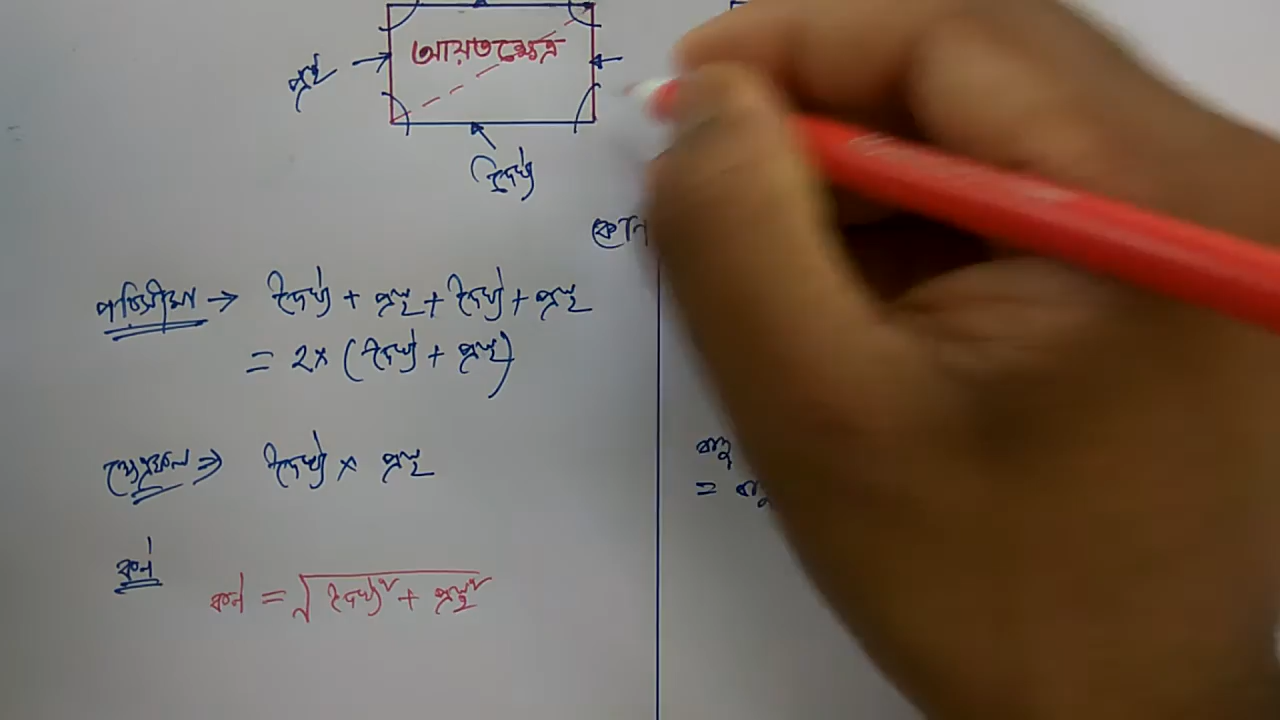 আয়তক্ষেত্র
প্রস্থ
দৈর্ঘ্য
কোন
পরিসীমা → দৈর্ঘ্য + প্রস্থ + দৈর্ঘ্য + প্রস্থ
= 2 × (দৈর্ঘ্য + প্রস্থ)
ক্ষেত্রফল ⇒ দৈর্ঘ্য × প্রস্থ
বাহু
=
কর্ন
কর্ন = √দৈর্ঘ্য² + প্রস্থ²